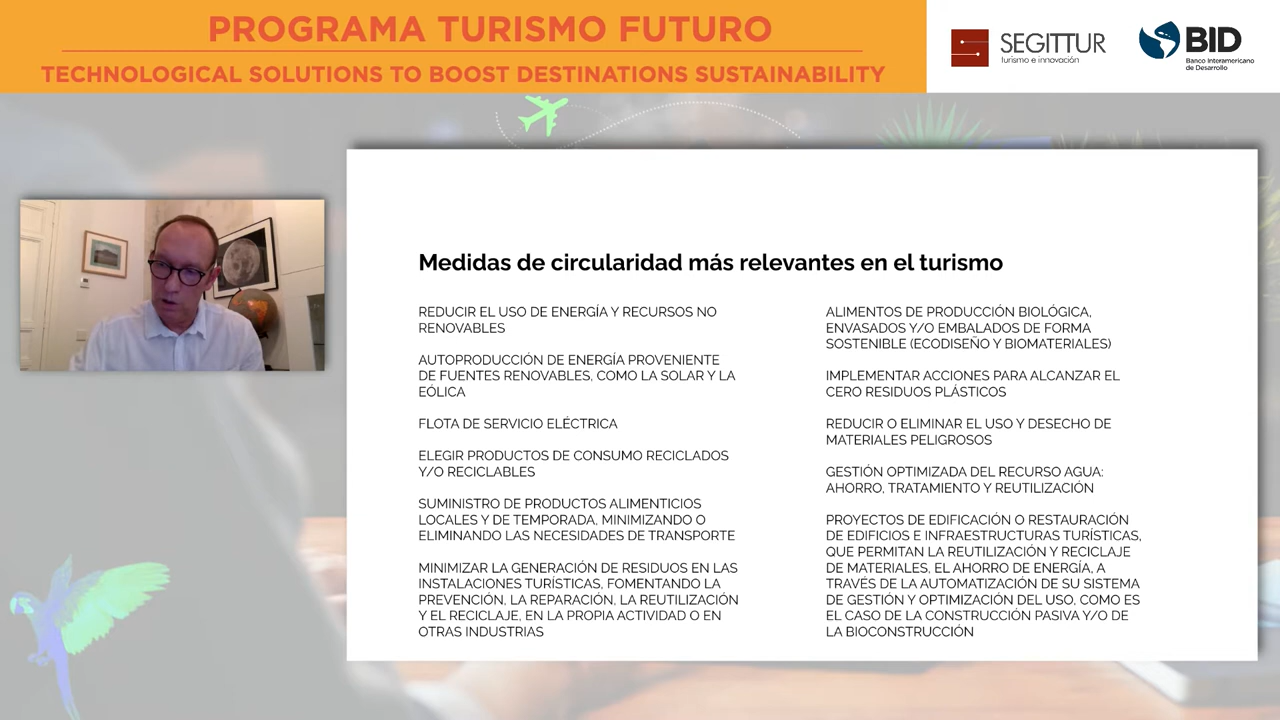 PROGRAMA TURISMO FUTURO
TECHNOLOGICAL SOLUTIONS TO BOOST DESTINATIONS SUSTAINABILITY
SEGITTUR
turismo e innovación
BID
Banco Interamericano
de Desarrollo
Medidas de circularidad más relevantes en el turismo
REDUCIR EL USO DE ENERGÍA Y RECURSOS NO
RENOVABLES
AUTOPRODUCCIÓN DE ENERGÍA PROVENIENTE
DE FUENTES RENOVABLES, COMO LA SOLAR Y LA
EÓLICA
FLOTA DE SERVICIO ELÉCTRICA
ELEGIR PRODUCTOS DE CONSUMO RECICLADOS
Y/O RECICLABLES
SUMINISTRO DE PRODUCTOS ALIMENTICIOS
LOCALES Y DE TEMPORADA, MINIMIZANDO O
ELIMINANDO LAS NECESIDADES DE TRANSPORTE
MINIMIZAR LA GENERACIÓN DE RESIDUOS EN LAS
INSTALACIONES TURÍSTICAS, FOMENTANDO LA
PREVENCIÓN, LA REPARACIÓN, LA REUTILIZACIÓN
Y EL RECICLAJE, EN LA PROPIA ACTIVIDAD O EN
OTRAS INDUSTRIAS
ALIMENTOS DE PRODUCCIÓN BIOLÓGICA,
ENVASADOS Y/O EMBALADOS DE FORMA
SOSTENIBLE (ECODISEÑO Y BIOMATERIALES)
IMPLEMENTAR ACCIONES PARA ALCANZAR EL
CERO RESIDUOS PLÁSTICOS
REDUCIR O ELIMINAR EL USO Y DESECHO DE
MATERIALES PELIGROSOS
GESTIÓN OPTIMIZADA DEL RECURSO AGUA:
AHORRO, TRATAMIENTO Y REUTILIZACIÓN
PROYECTOS DE EDIFICACIÓN O RESTAURACIÓN
DE EDIFICIOS E INFRAESTRUCTURAS TURÍSTICAS,
QUE PERMITAN LA REUTILIZACIÓN Y RECICLAJE
DE MATERIALES, EL AHORRO DE ENERGÍA, A
TRAVÉS DE LA AUTOMATIZACIÓN DE SU SISTEMA
DE GESTIÓN Y OPTIMIZACIÓN DEL USO, COMO ES
EL CASO DE LA CONSTRUCCIÓN PASIVA Y/O DE
LA BIOCONSTRUCCIÓN